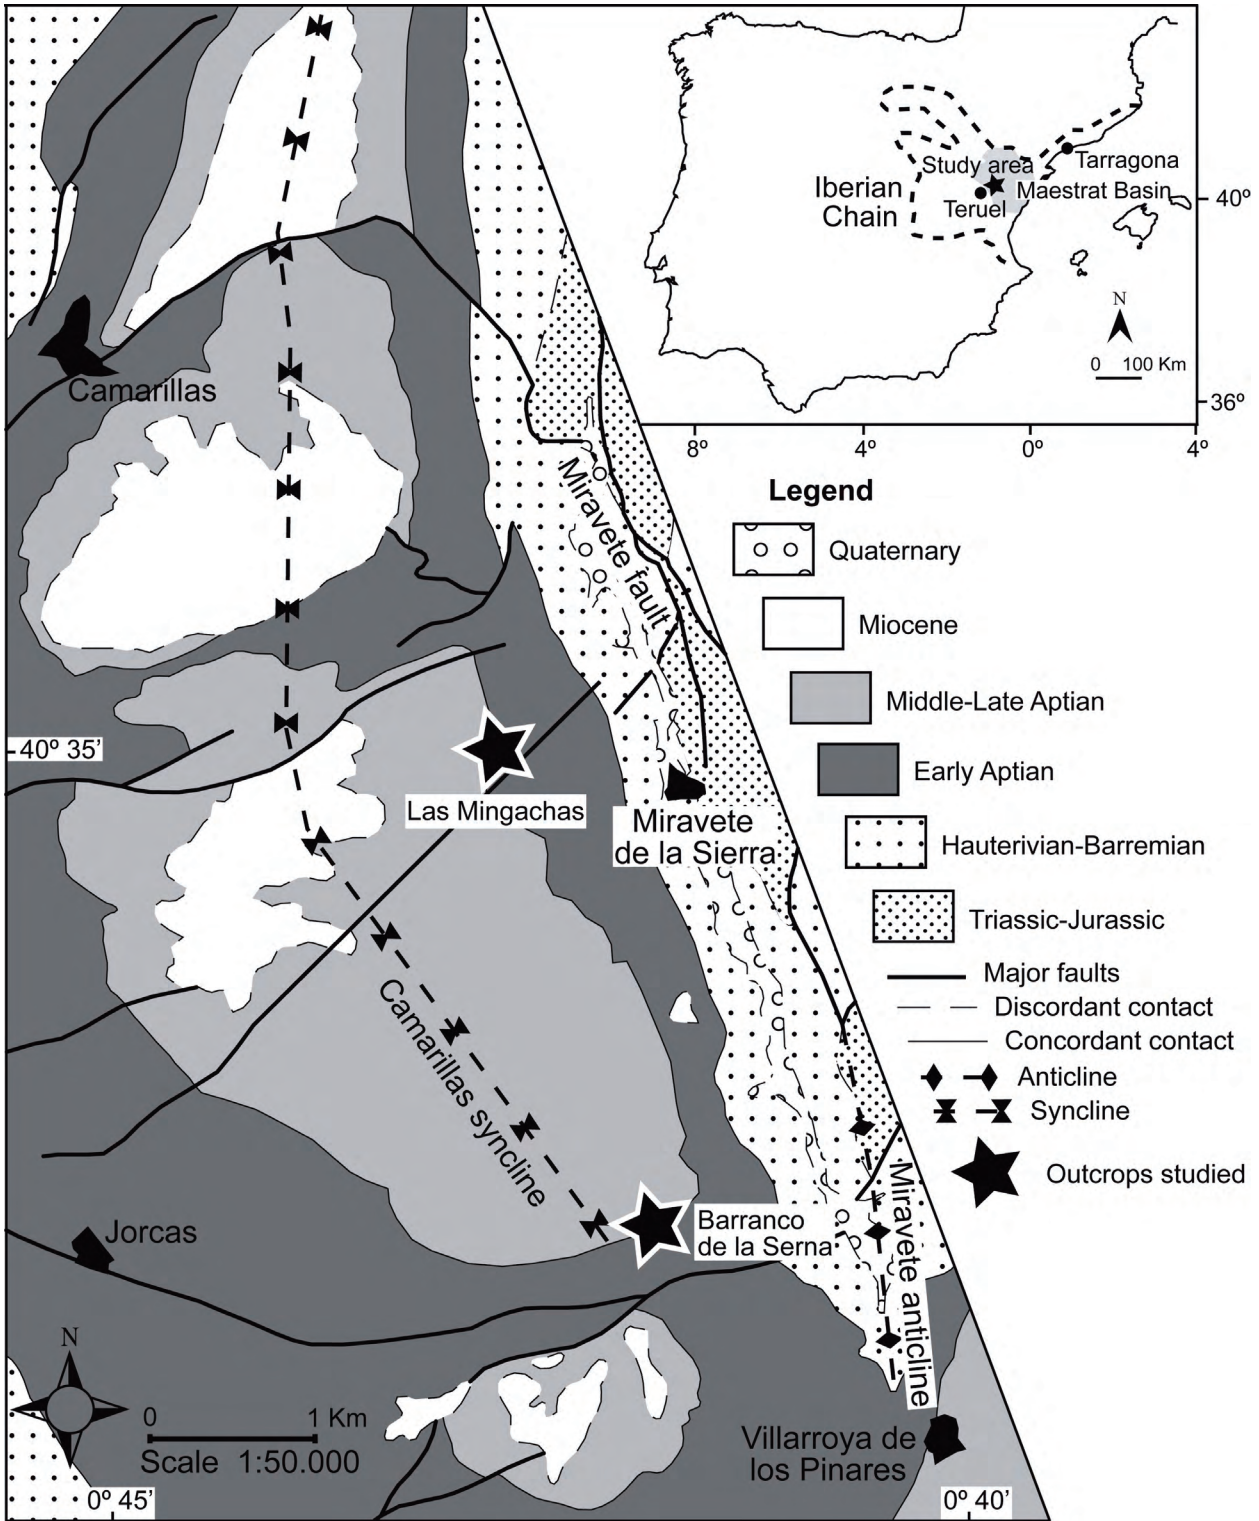 Study area
Tarragona
Iberian
Chain
Maestrat Basin
Teruel
40º
N
0 100 Km
36º
8º
4º
0º
4º
Camarillas
Miravete fault
Legend
Quaternary
Miocene
Middle-Late Aptian
Early Aptian
Hauterivian-Barremian
Triassic-Jurassic
Major faults
Discordant contact
Concordant contact
Anticline
Syncline
Outcrops studied
40º 35’
Las Mingachas
Miravete
de la Sierra
Camarillas syncline
Jorcas
Barranco
de la Serna
Miravete anticline
N
0 1 Km
Scale 1:50.000
Villarroya de
los Pinares
0º 45’
0º 40’